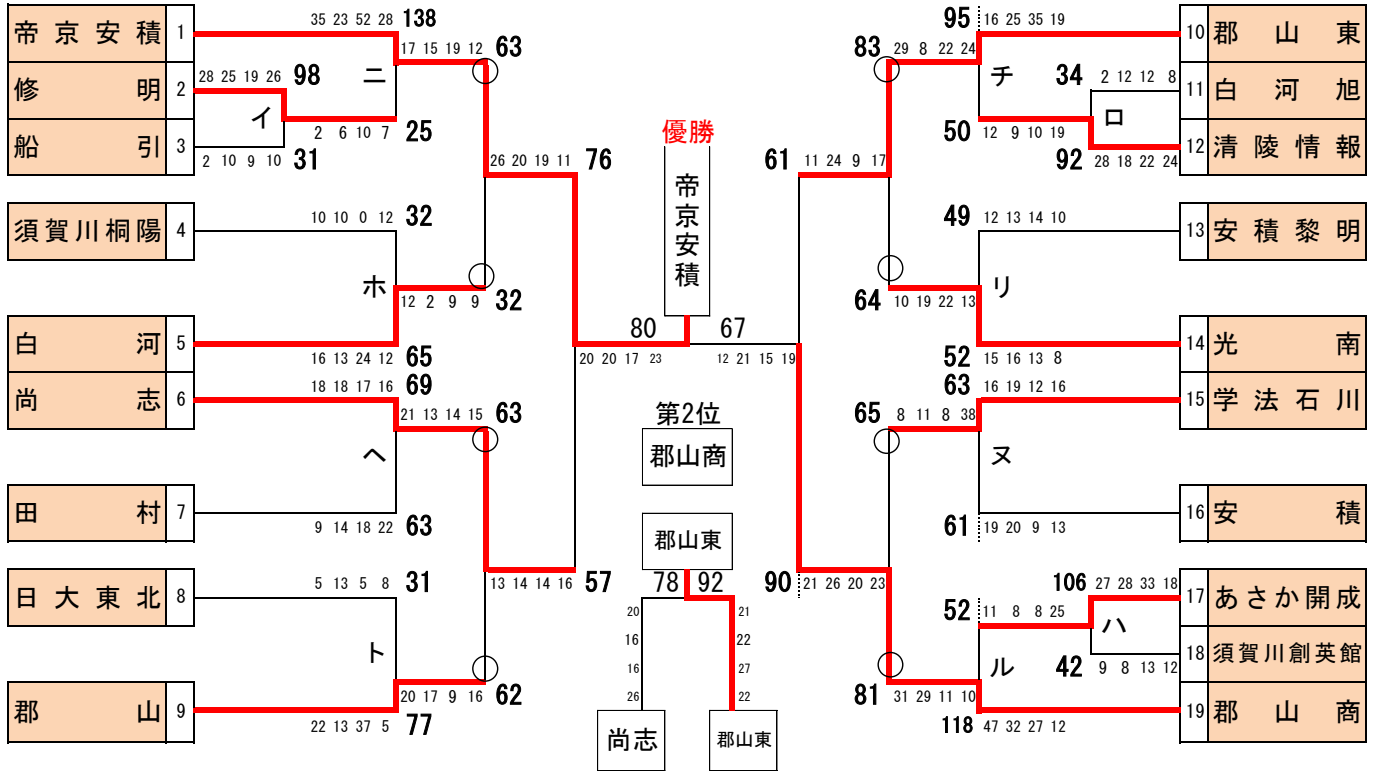 帝京安積 1 35 23 52 28 138 95 16 25 35 19 10 郡山東
17 15 19 12 63 83 29 8 22 24
修明 2 28 25 19 26 98 ニ チ 34 2 12 12 8 11 白河旭
イ ロ
2 6 10 7 25 優勝 50 12 9 10 19
船引 3 2 10 9 10 31 92 28 18 22 24 12 清陵情報
26 20 19 11 76 61 11 24 9 17
帝京安積
須賀川桐陽 4 10 10 0 12 32 49 12 13 14 10 13 安積黎明
ホ リ
12 2 9 9 32 64 10 19 22 13
80 67
白河 5 16 13 24 12 65 20 20 17 23 12 21 15 19 52 15 16 13 8 14 光南
尚志 6 18 18 17 16 69 63 16 19 12 16 15 学法石川
21 13 14 15 63 第2位 65 8 11 8 38
ヘ 郡山商 ヌ
田村 7 9 14 18 22 63 61 19 20 9 13 16 安積
郡山東
日大東北 8 5 13 5 8 31 13 14 14 16 57 78 92 90 21 26 20 23 106 27 28 33 18 17 あさか開成
20 21 52 11 8 8 25
16 22 ハ
ト 16 27 ル 42 9 8 13 12 18 須賀川創英館
20 17 9 16 62 26 22 81 31 29 11 10
郡山 9 22 13 37 5 77 118 47 32 27 12 19 郡山商
尚志 郡山東